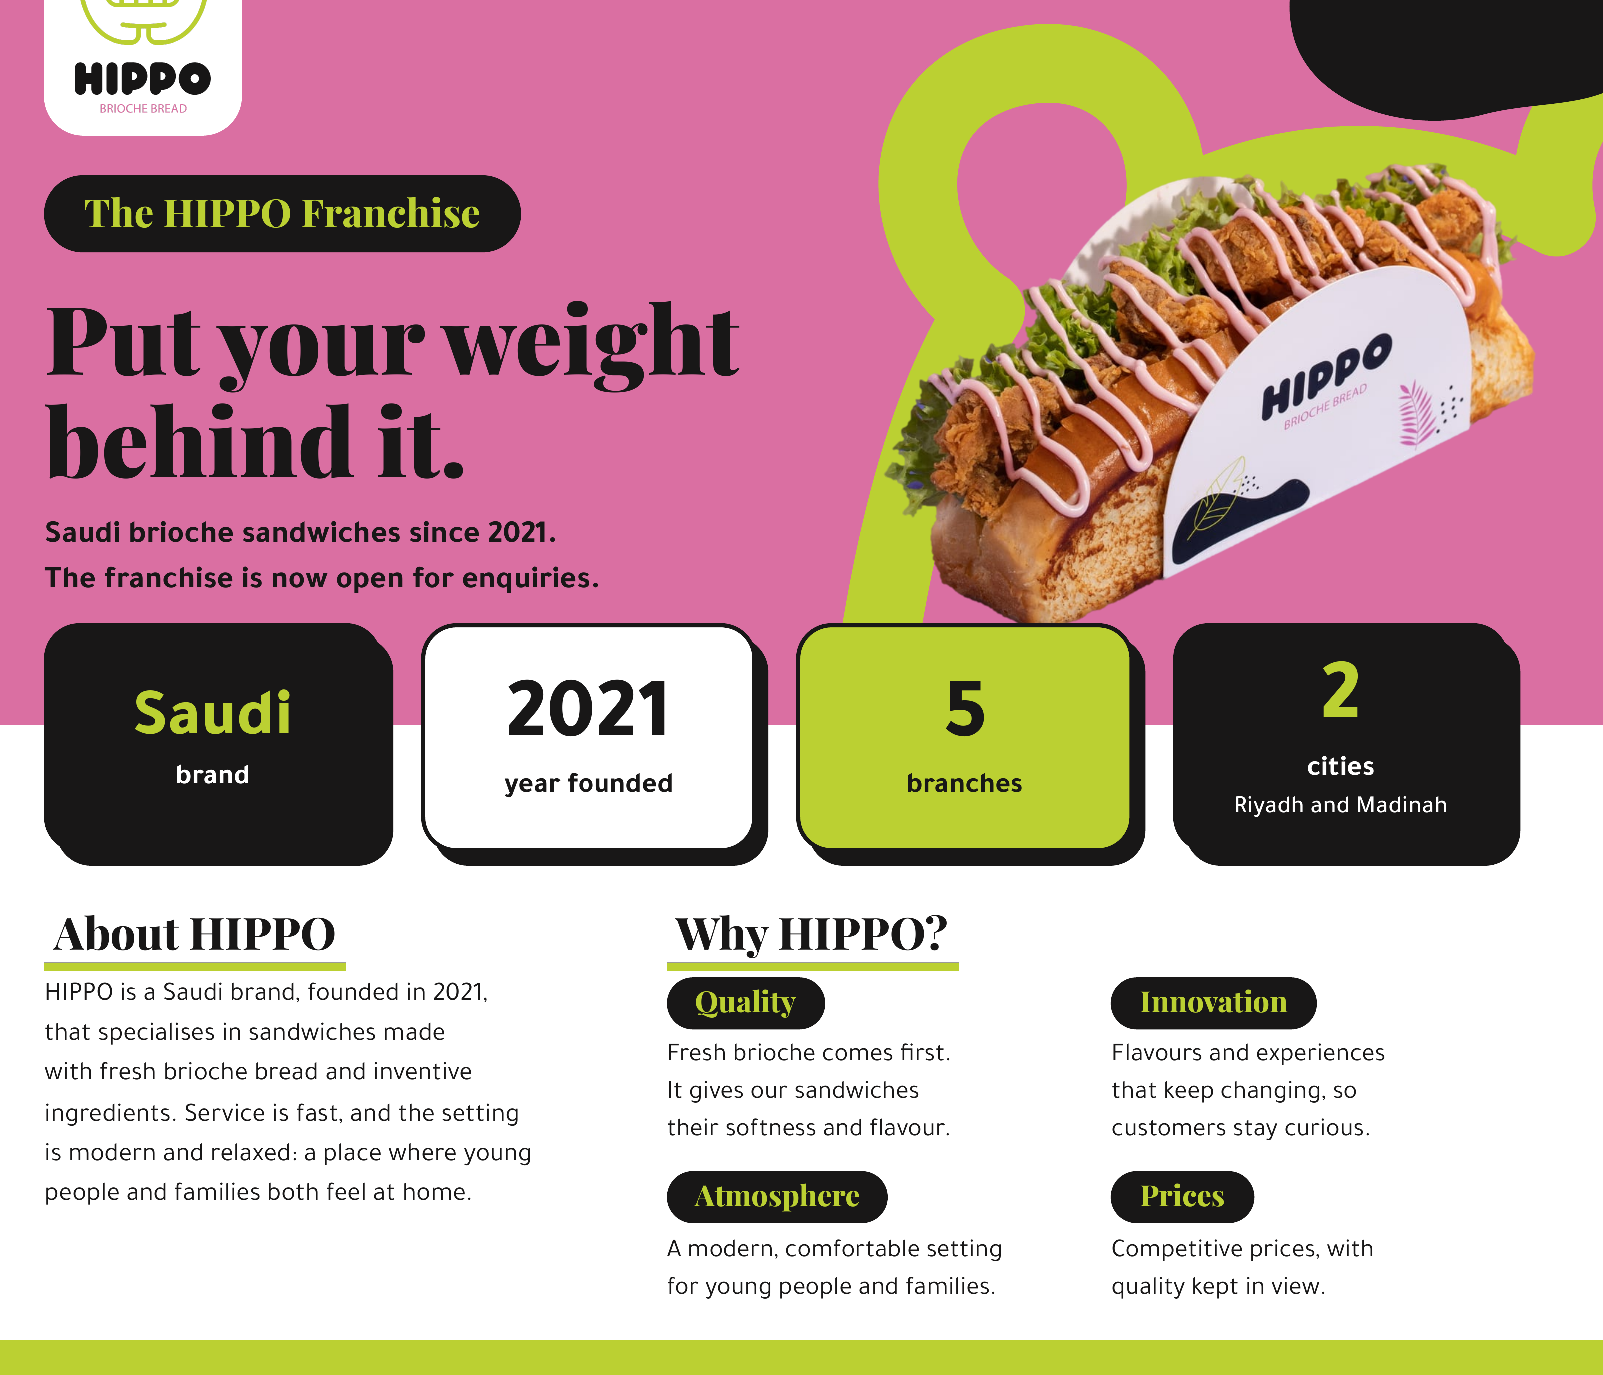 HIPPO
BRIOCHE BREAD
The HIPPO Franchise
Put your weight
behind it.
Saudi brioche sandwiches since 2021.
The franchise is now open for enquiries.
HIPPO
BRIOCHE BREAD
Saudi
brand
2021
year founded
5
branches
2
cities
Riyadh and Madinah
About HIPPO
HIPPO is a Saudi brand, founded in 2021,
that specialises in sandwiches made
with fresh brioche bread and inventive
ingredients. Service is fast, and the setting
is modern and relaxed: a place where young
people and families both feel at home.
Why HIPPO?
Quality
Fresh brioche comes first.
It gives our sandwiches
their softness and flavour.
Innovation
Flavours and experiences
that keep changing, so
customers stay curious.
Atmosphere
A modern, comfortable setting
for young people and families.
Prices
Competitive prices, with
quality kept in view.